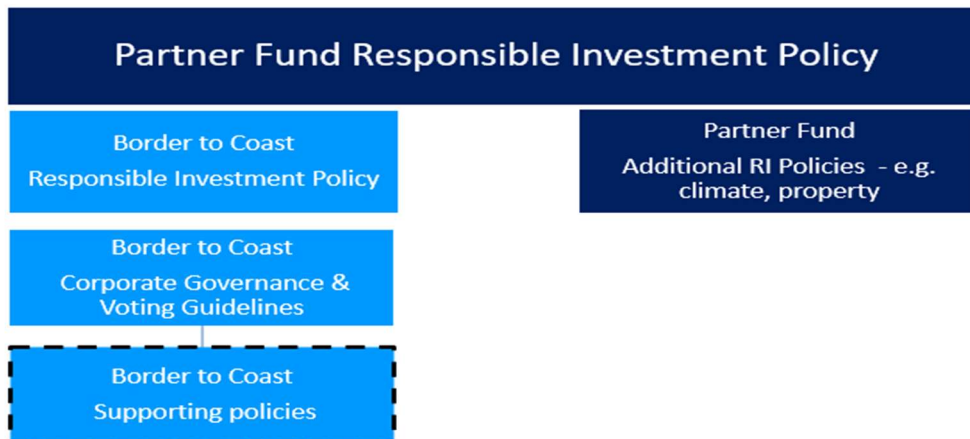 Partner Fund Responsible Investment Policy
Border to Coast
Responsible Investment Policy
Partner Fund
Additional RI Policies - e.g.
climate, property
Border to Coast
Corporate Governance &
Voting Guidelines
Border to Coast
Supporting policies